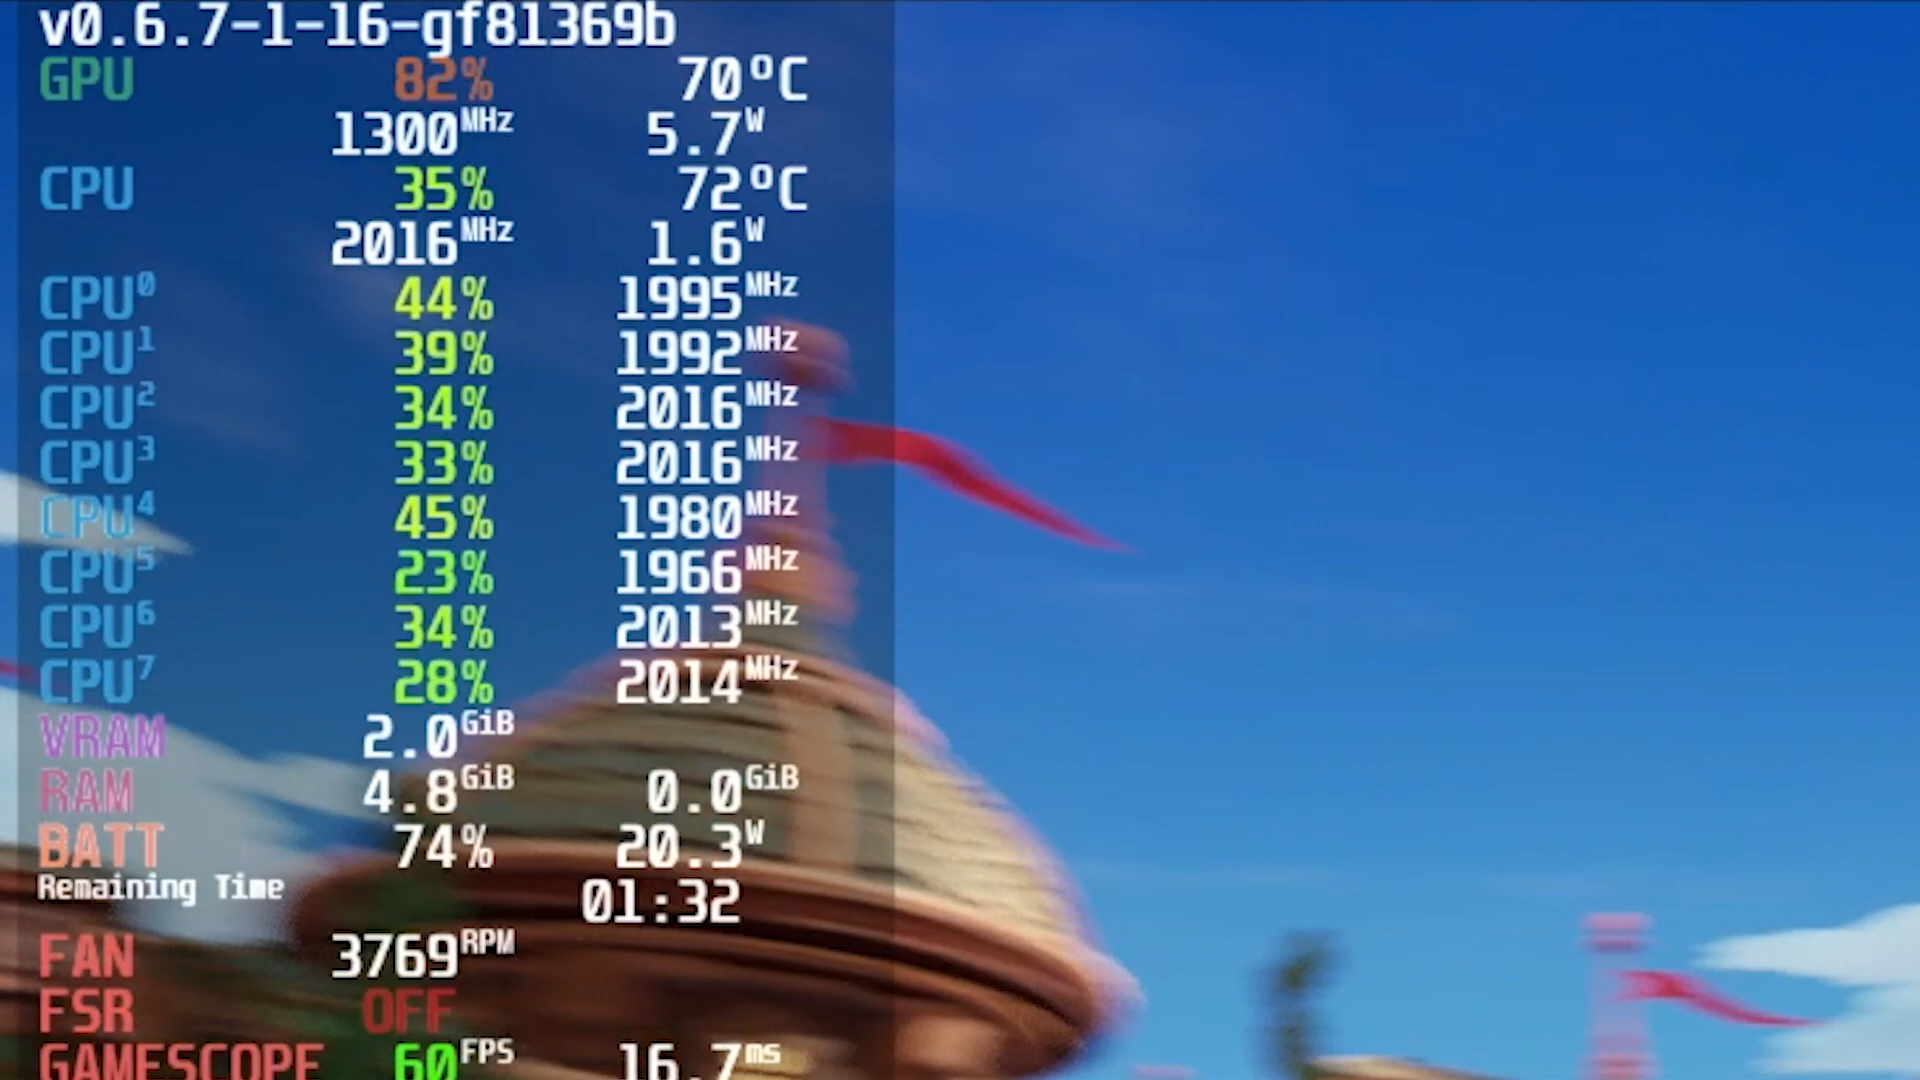 v0.6.7-1-16-gf81369b
GPU 82% 70°C
1300MHz 5.7W
CPU 35% 72°C
2016MHz 1.6W
CPU0 44% 1995MHz
CPU1 39% 1992MHz
CPU2 34% 2016MHz
CPU3 33% 2016MHz
CPU4 45% 1980MHz
CPU5 23% 1966MHz
CPU6 34% 2013MHz
CPU7 28% 2014MHz
VRAM 2.0GiB
RAM 4.8GiB 0.0GiB
BATT 74% 20.3W
Remaining Time 01:32
FAN 3769RPM
FSR OFF
GAMESCOPE 60FPS 16.7ms